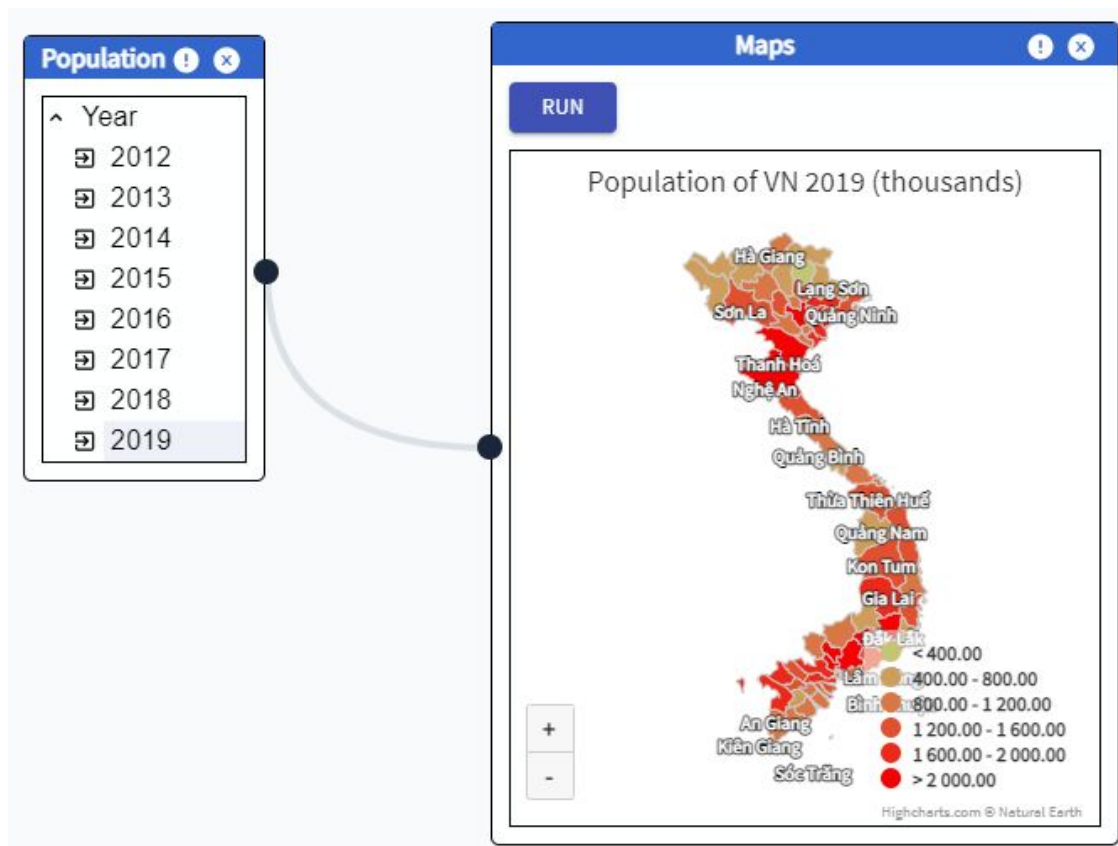 Population
Year
2012
2013
2014
2015
2016
2017
2018
2019
Maps
RUN
Population of VN 2019 (thousands)
Hà Giang
Lạng Sơn
Sơn La
Quảng Ninh
Thanh Hoá
Nghệ An
Hà Tĩnh
Quảng Bình
Thừa Thiên Huế
Quảng Nam
Kon Tum
Gia Lai
Đắk Lắk
< 400.00
400.00 - 800.00
800.00 - 1 200.00
An Giang
1 200.00 - 1 600.00
Kiên Giang
1 600.00 - 2 000.00
Sóc Trăng
> 2 000.00
+
-
Highcharts.com © Natural Earth